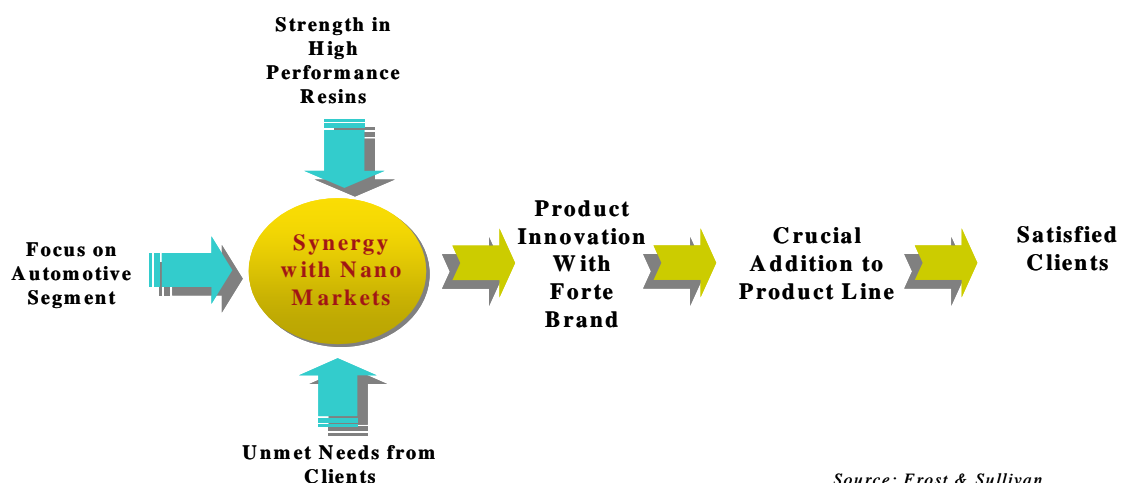 Strength in
High
Performance
Resins
Focus on
Automotive
Segment
Synergy
with Nano
Markets
Unmet Needs from
Clients
Product
Innovation
With
Forte
Brand
Crucial
Addition to
Product Line
Satisfied
Clients
Source: Frost & Sullivan